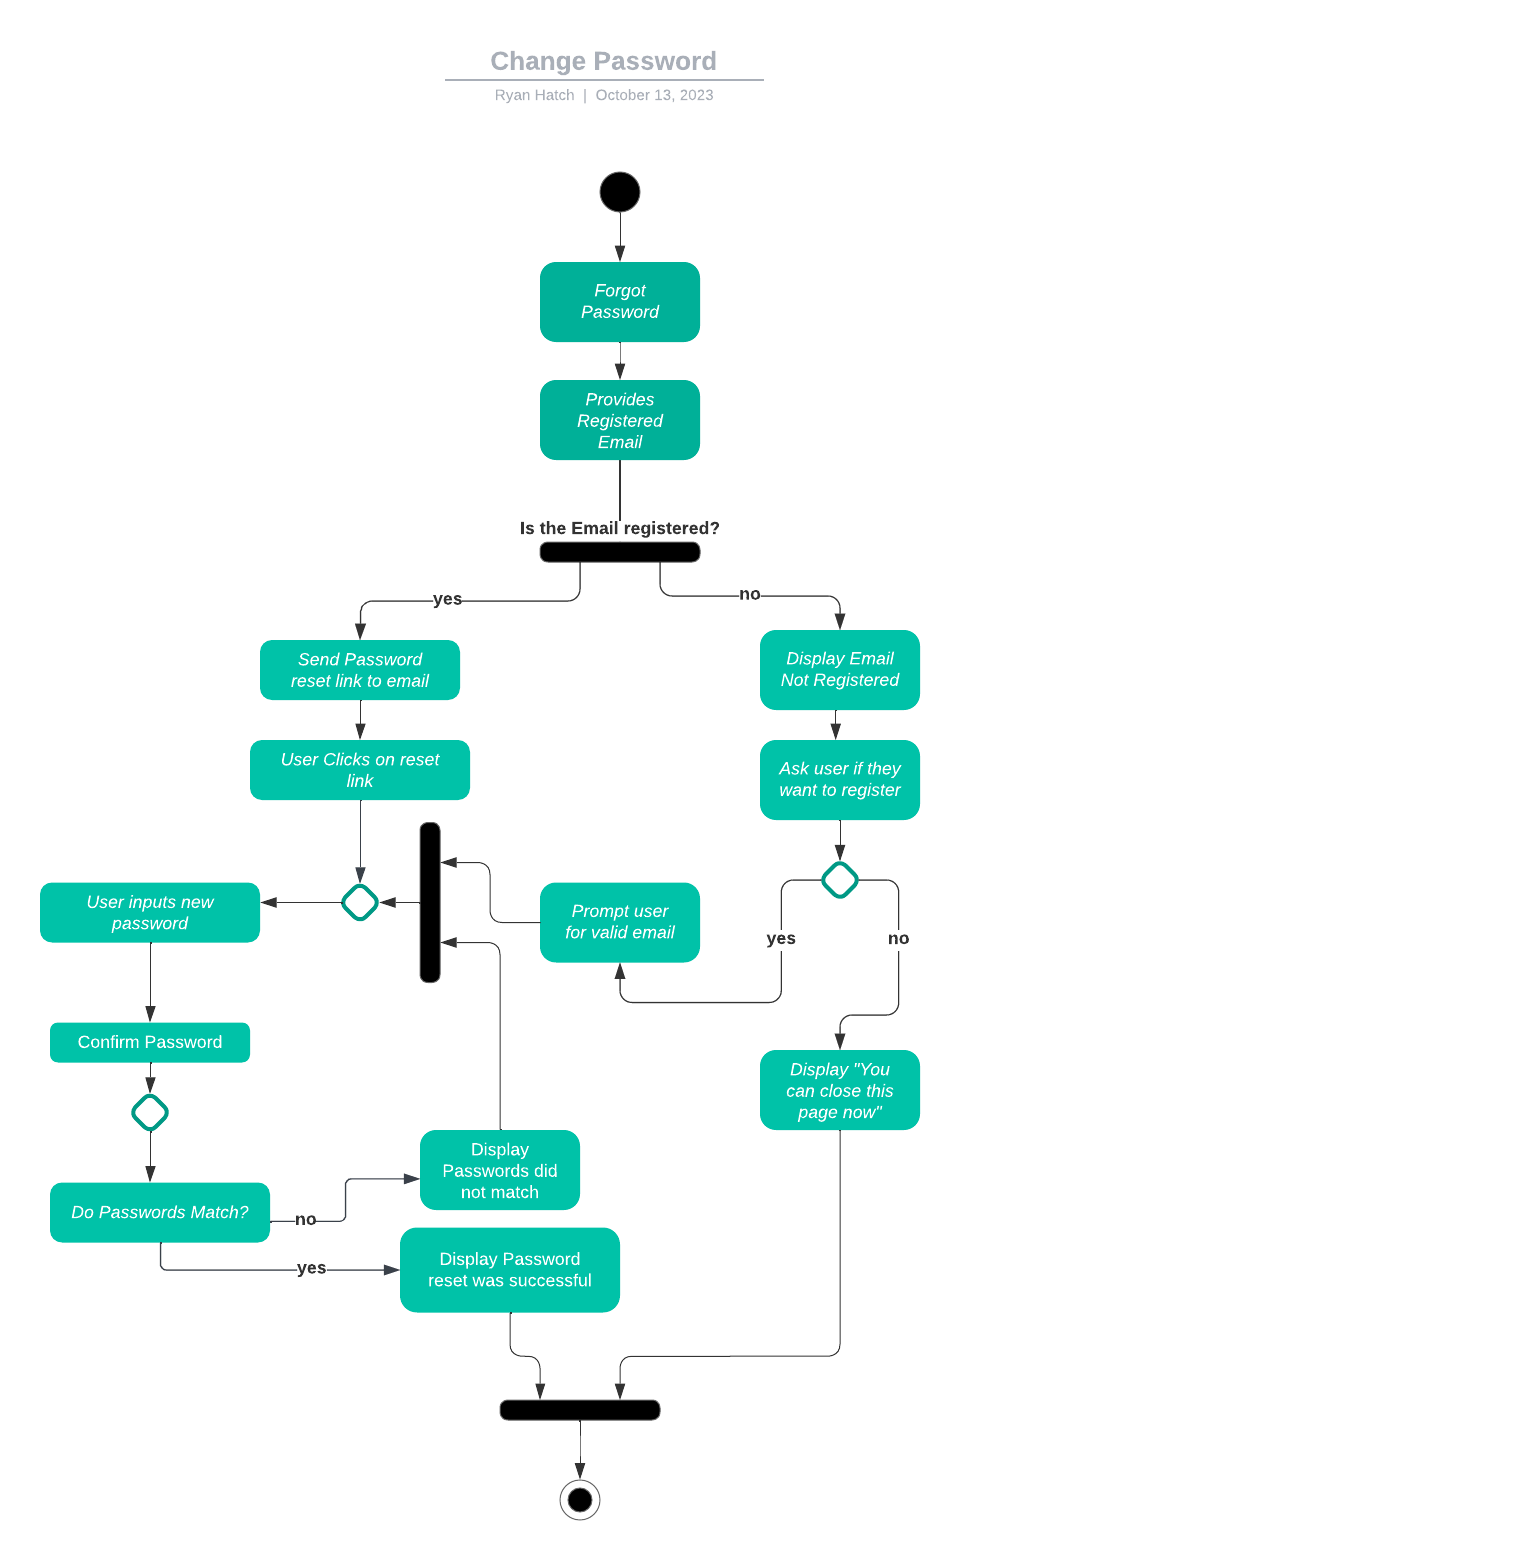 Change Password
Ryan Hatch | October 13, 2023
Forgot
Password
Provides
Registered
Email
Is the Email registered?
yes
no
Send Password
reset link to email
Display Email
Not Registered
User Clicks on reset
link
Ask user if they
want to register
User inputs new
password
Prompt user
for valid email
yes
no
Confirm Password
Display "You
can close this
page now"
Display
Passwords did
not match
Do Passwords Match?
no
yes
Display Password
reset was successful